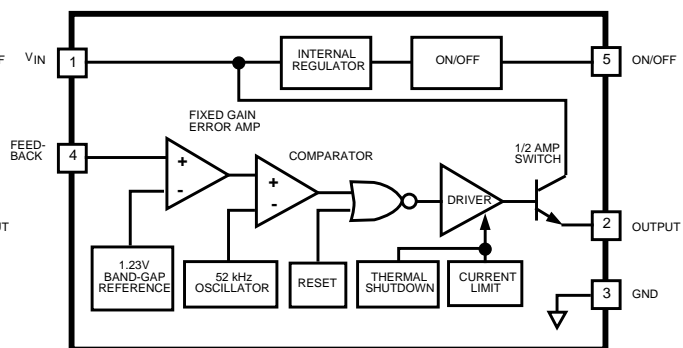 F
VIN
1
INTERNAL
REGULATOR
ON/OFF
5
ON/OFF
FIXED GAIN
ERROR AMP
FEED-
BACK
4
+
-
COMPARATOR
+
-
1/2 AMP
SWITCH
DRIVER
2
OUTPUT
UT
1.23V
BAND-GAP
REFERENCE
52 kHz
OSCILLATOR
RESET
THERMAL
SHUTDOWN
CURRENT
LIMIT
3
GND